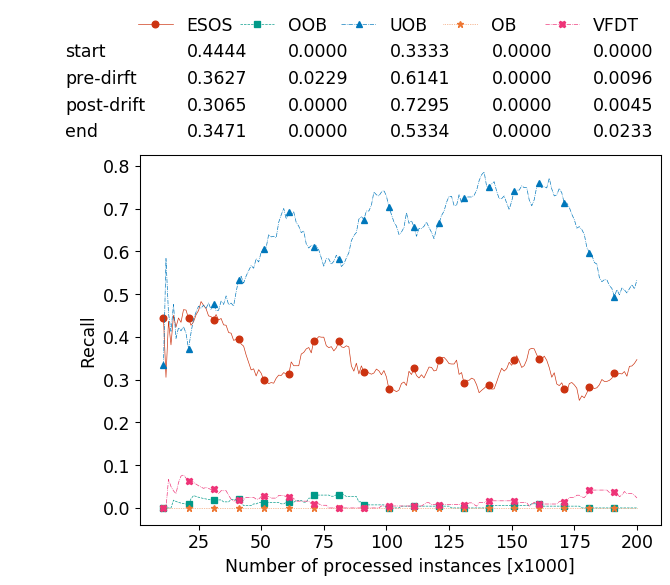 ESOS OOB UOB OB VFDT
start 0.4444 0.0000 0.3333 0.0000 0.0000
pre-dirft 0.3627 0.0229 0.6141 0.0000 0.0096
post-drift 0.3065 0.0000 0.7295 0.0000 0.0045
end 0.3471 0.0000 0.5334 0.0000 0.0233
0.8
0.7
0.6
0.5
0.4
0.3
0.2
0.1
0.0
Recall
25 50 75 100 125 150 175 200
Number of processed instances [x1000]